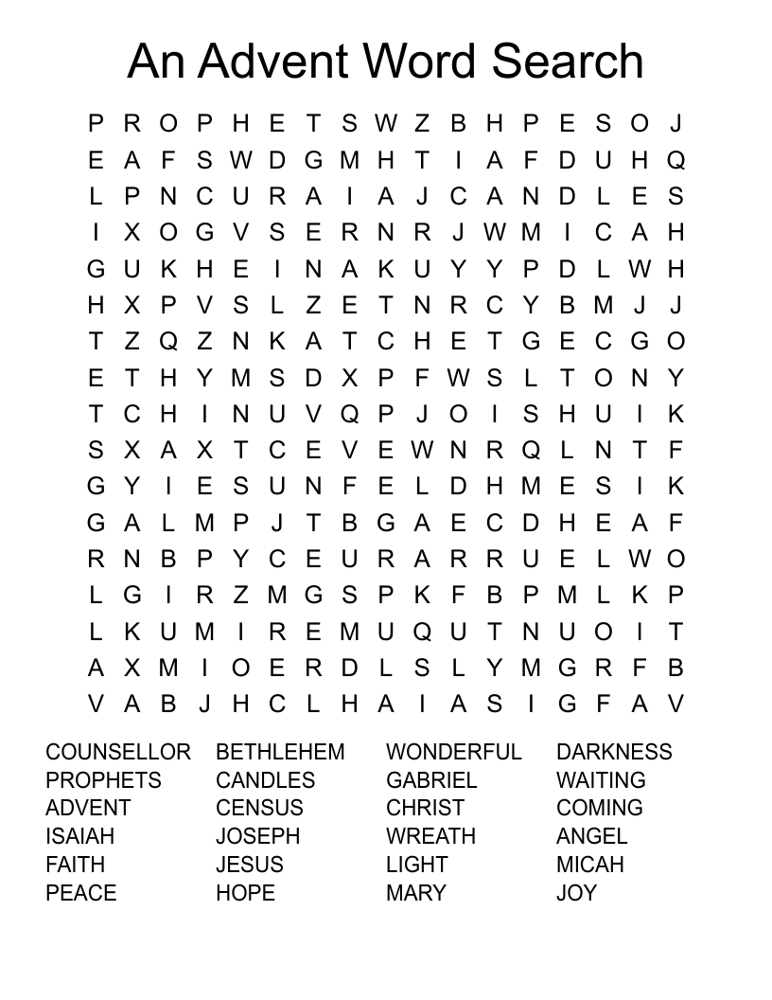 An Advent Word Search
P R O P H E T S W Z B H P E S O J
E A F S W D G M H T I A F D U H Q
L P N C U R A I A J C A N D L E S
I X O G V S E R N R J W M I C A H
G U K H E I N A K U Y Y P D L W H
H X P V S L Z E T N R C Y B M J J
T Z Q Z N K A T C H E T G E C G O
E T H Y M S D X P F W S L T O N Y
T C H I N U V Q P J O I S H U I K
S X A X T C E V E W N R Q L N T F
G Y I E S U N F E L D H M E S I K
G A L M P J T B G A E C D H E A F
R N B P Y C E U R A R R U E L W O
L G I R Z M G S P K F B P M L K P
L K U M I R E M U Q U T N U O I T
A X M I O E R D L S L Y M G R F B
V A B J H C L H A I A S I G F A V
COUNSELLOR BETHLEHEM WONDERFUL DARKNESS
PROPHETS CANDLES GABRIEL WAITING
ADVENT CENSUS CHRIST COMING
ISAIAH JOSEPH WREATH ANGEL
FAITH JESUS LIGHT MICAH
PEACE HOPE MARY JOY